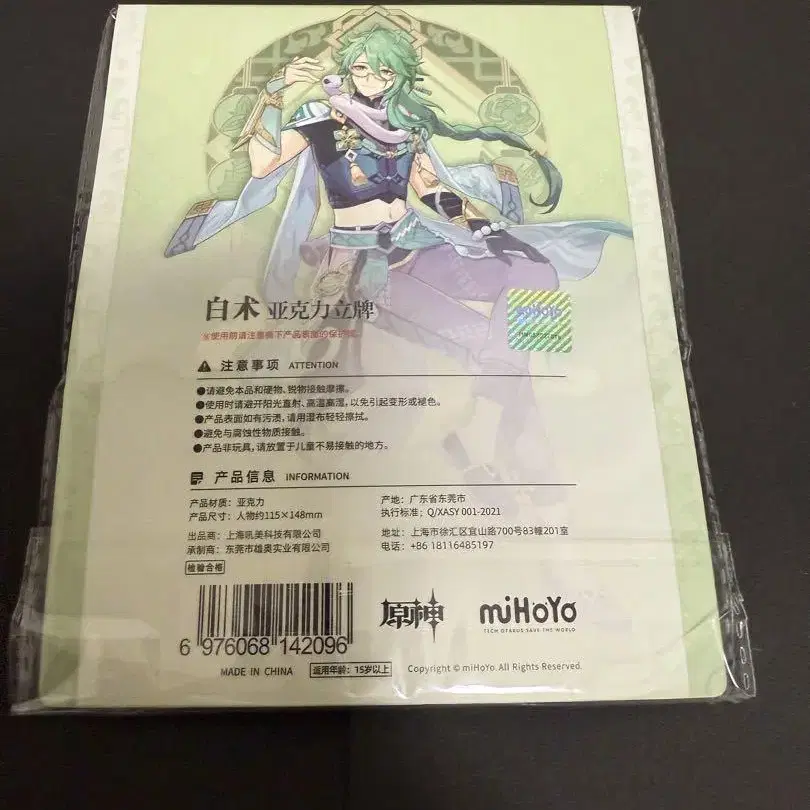 白术 亚克力立牌
※使用前请注意撕下产品表面的保护膜
miHoYo
注意事项 ATTENTION
●请避免本品和硬物、锐物接触摩擦。
●使用时请避开阳光直射、高温高湿，以免引起变形或褪色。
●产品表面如有污渍，请用湿布轻轻擦拭。
●避免与腐蚀性物质接触。
●产品非玩具，请放置于儿童不易接触的地方。
产品信息 INFORMATION
产品材质：亚克力
产品尺寸：人物约115×148mm
出品商：上海吼美科技有限公司
承制商：东莞市雄奥实业有限公司
检验合格
产地：广东省东莞市
执行标准：Q/XASY 001-2021
地址：上海市徐汇区宜山路700号83幢201室
电话：+86 18116485197
6 976068 142096
原神
miHoYo
TECH OTAKUS SAVE THE WORLD
MADE IN CHINA
适用年龄：15岁以上
Copyright © miHoYo. All Rights Reserved.